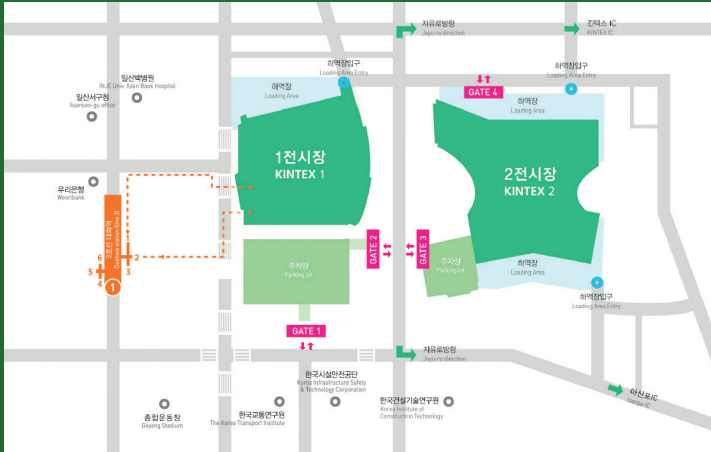 자유로방향
Jayu-ro direction
킨텍스 IC
KINTEX IC
하역장입구
Loading Area Entry
하역장입구
Loading Area Entry
일산백병원
INJE Univ. Ilsan Baek Hospital
일산서구청
Ilsanseo-gu office
하역장
Loading Area
GATE 4
하역장
Loading Area
1전시장
KINTEX 1
2전시장
KINTEX 2
우리은행
Wooribank
3호선 대화역
Daehwa station (Line 3)
6
2
5
3
4
1
GATE 2
GATE 3
주차장
Parking lot
주차장
Parking lot
하역장
Loading Area
하역장입구
Loading Area Entry
GATE 1
자유로방향
Jayu-ro direction
한국시설안전공단
Korea Infrastructure Safety
& Technology Corporation
이산포IC
종합운동장
Goyang Stadium
한국교통연구원
The Korea Transport Institute
한국건설기술연구원
Korea Institute of
Construction Technology